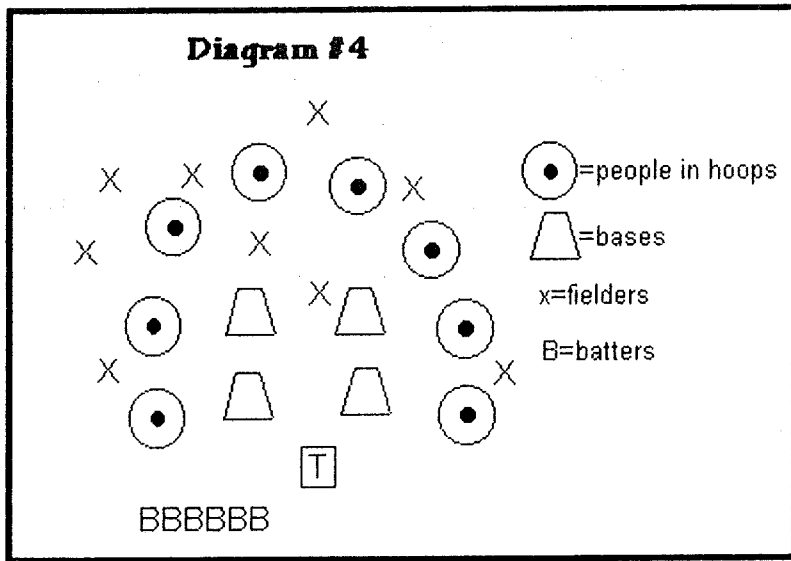 Diagram #4
X
X
X
X
X
X
X
X
X
X
=people in hoops
=bases
x=fielders
B=batters
T
BBBBBB